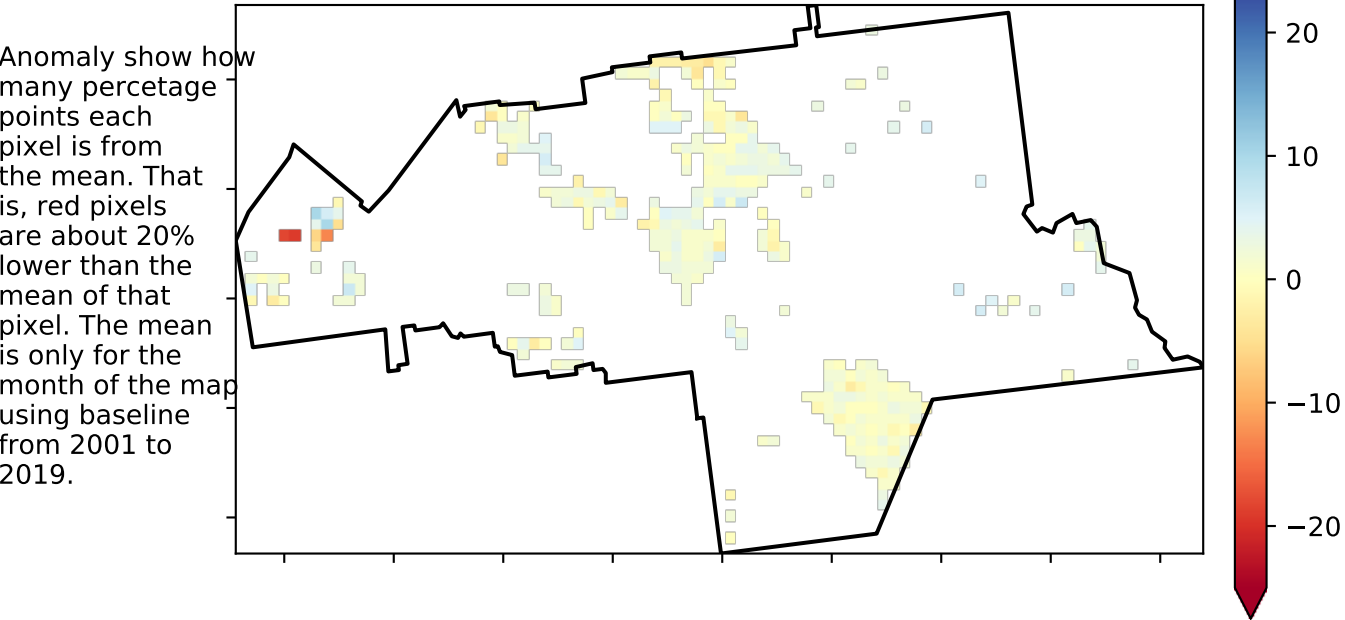 Anomaly show how
many percetage
points each
pixel is from
the mean. That
is, red pixels
are about 20%
lower than the
mean of that
pixel. The mean
is only for the
month of the map
using baseline
from 2001 to
2019.
20
10
0
−10
−20